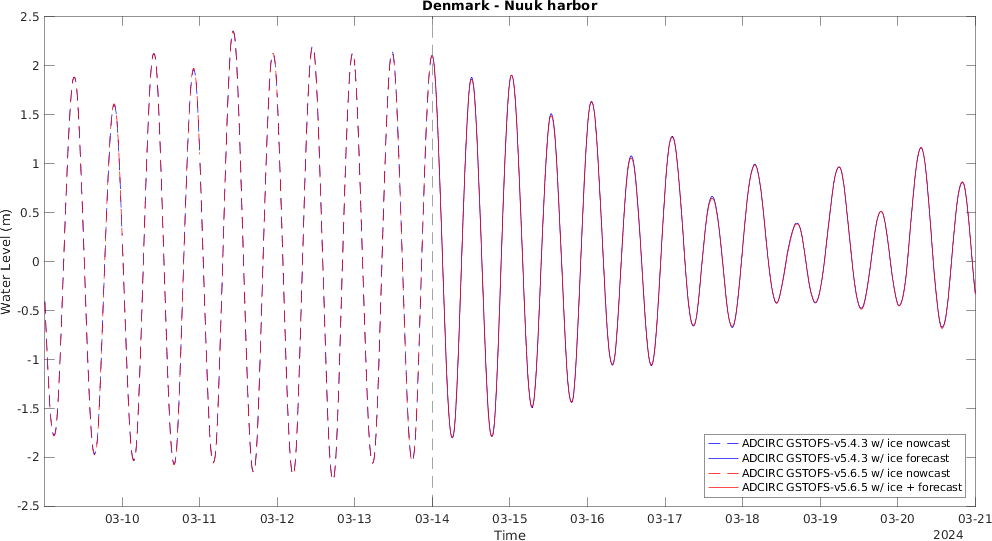 Denmark - Nuuk harbor
2.5
2
1.5
1
0.5
0
-0.5
-1
-1.5
-2
-2.5
Water Level (m)
ADCIRC GSTOFS-v5.4.3 w/ ice nowcast
ADCIRC GSTOFS-v5.4.3 w/ ice forecast
ADCIRC GSTOFS-v5.6.5 w/ ice nowcast
ADCIRC GSTOFS-v5.6.5 w/ ice + forecast
03-10 03-11 03-12 03-13 03-14 03-15 03-16 03-17 03-18 03-19 03-20 03-21
Time
2024